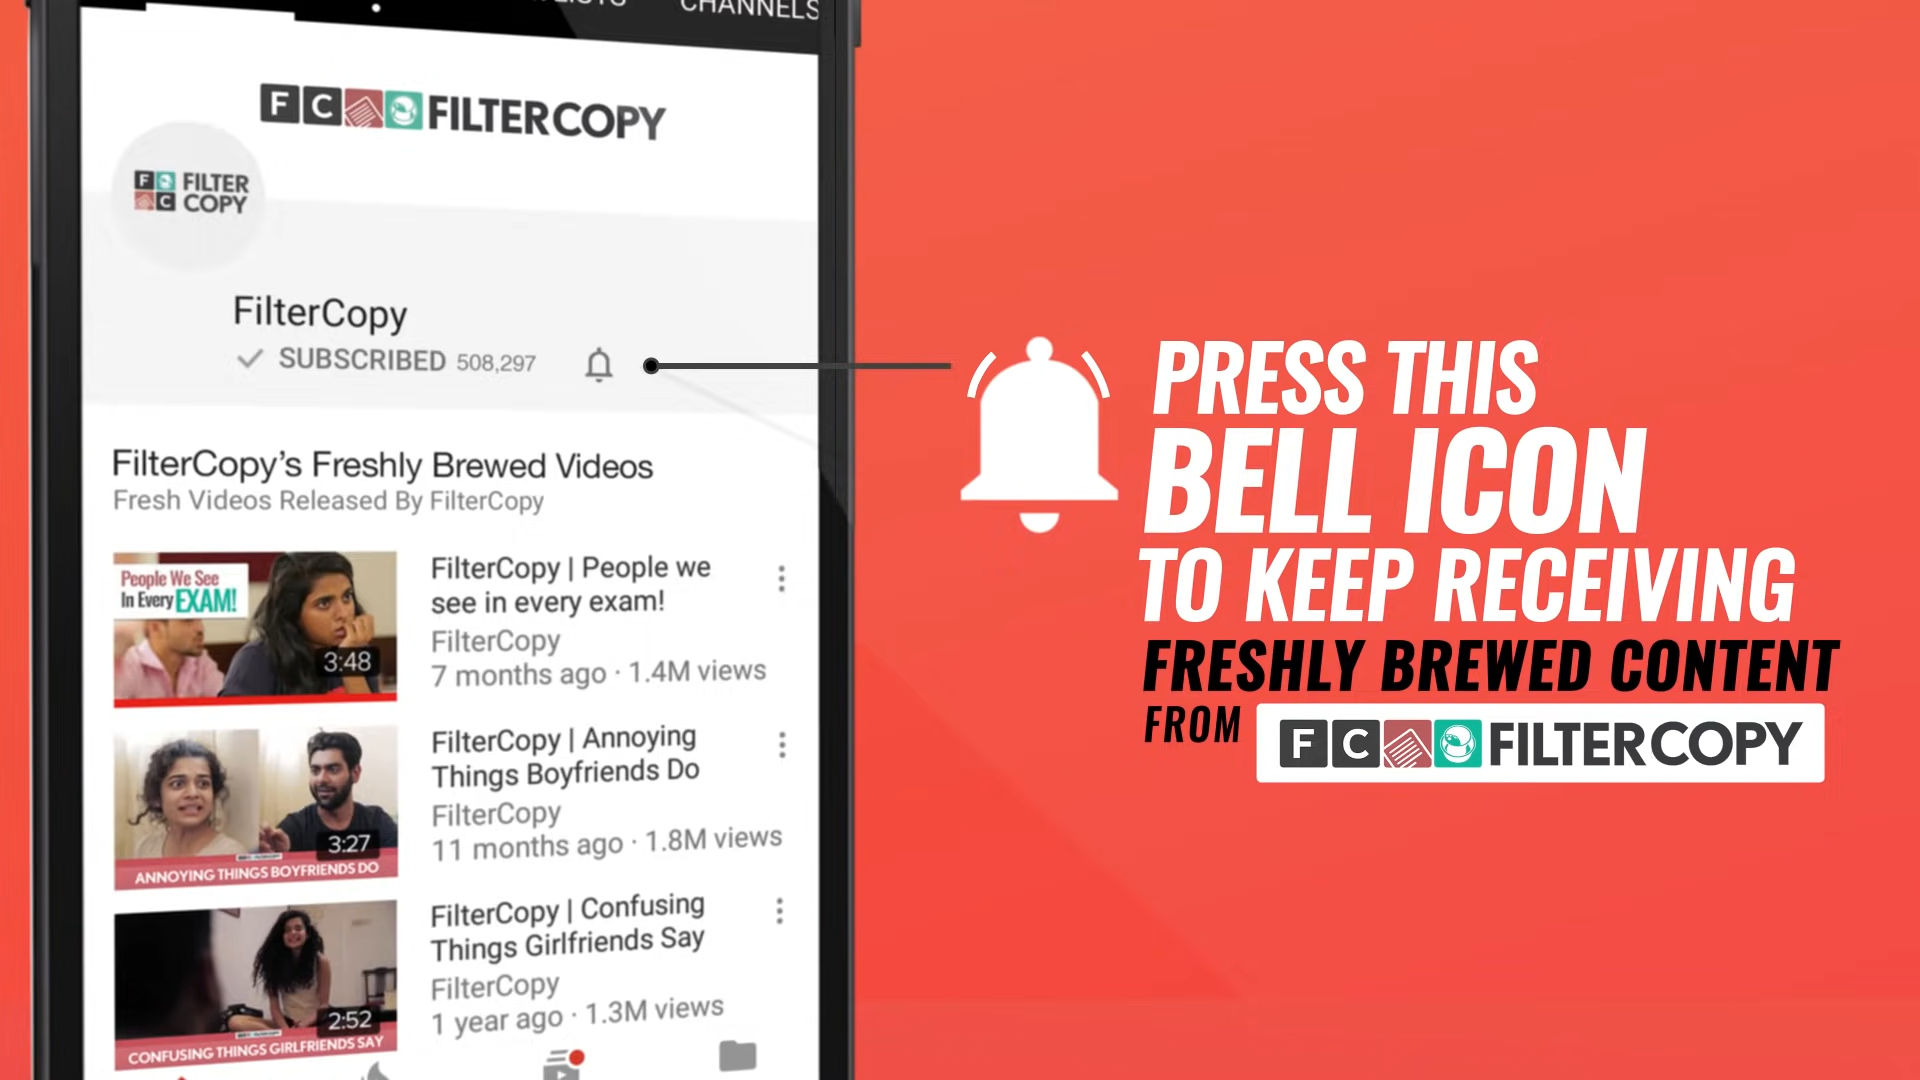 CHANNELS
F C FILTERCOPY
F FILTER
C COPY
FilterCopy
SUBSCRIBED 508,297
FilterCopy's Freshly Brewed Videos
Fresh Videos Released By FilterCopy
People We See
In Every EXAM!
3:48
FilterCopy | People we
see in every exam!
FilterCopy
7 months ago · 1.4M views
3:27
ANNOYING THINGS BOYFRIENDS DO
FilterCopy | Annoying
Things Boyfriends Do
FilterCopy
11 months ago · 1.8M views
2:52
CONFUSING THINGS GIRLFRIENDS SAY
FilterCopy | Confusing
Things Girlfriends Say
FilterCopy
1 year ago · 1.3M views
PRESS THIS
BELL ICON
TO KEEP RECEIVING
FRESHLY BREWED CONTENT
FROM F C FILTERCOPY